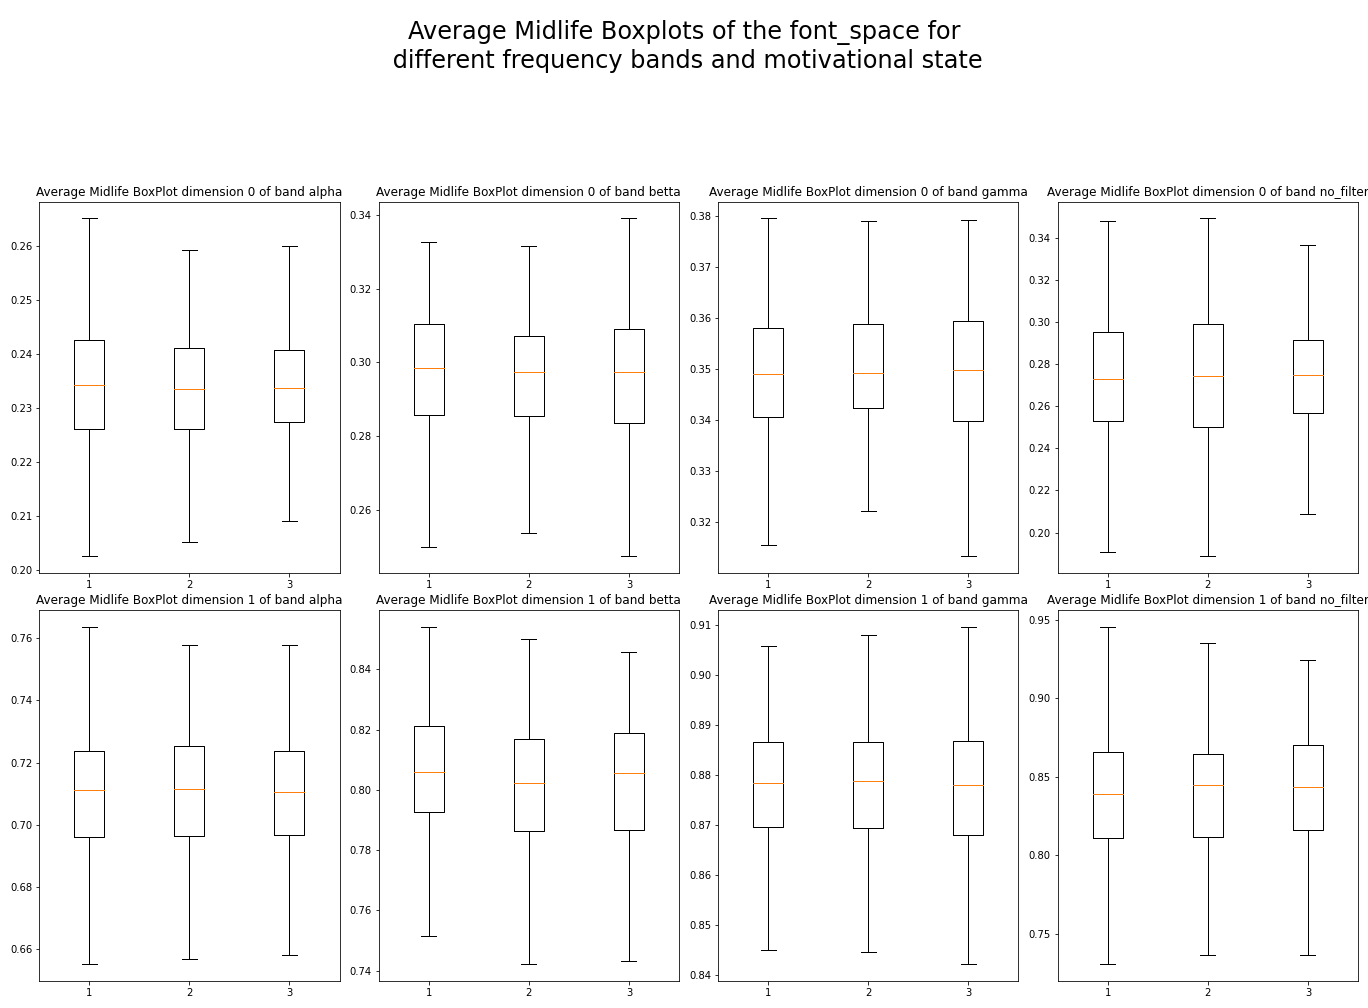 Average Midlife Boxplots of the font_space for
different frequency bands and motivational state
Average Midlife BoxPlot dimension 0 of band alpha
0.26
0.25
0.24
0.23
0.22
0.21
0.20
1 2 3
Average Midlife BoxPlot dimension 0 of band betta
0.34
0.32
0.30
0.28
0.26
1 2 3
Average Midlife BoxPlot dimension 0 of band gamma
0.38
0.37
0.36
0.35
0.34
0.33
0.32
1 2 3
Average Midlife BoxPlot dimension 0 of band no_filter
0.34
0.32
0.30
0.28
0.26
0.24
0.22
0.20
1 2 3
Average Midlife BoxPlot dimension 1 of band alpha
0.76
0.74
0.72
0.70
0.68
0.66
1 2 3
Average Midlife BoxPlot dimension 1 of band betta
0.84
0.82
0.80
0.78
0.76
0.74
1 2 3
Average Midlife BoxPlot dimension 1 of band gamma
0.91
0.90
0.89
0.88
0.87
0.86
0.85
0.84
1 2 3
Average Midlife BoxPlot dimension 1 of band no_filter
0.95
0.90
0.85
0.80
0.75
1 2 3